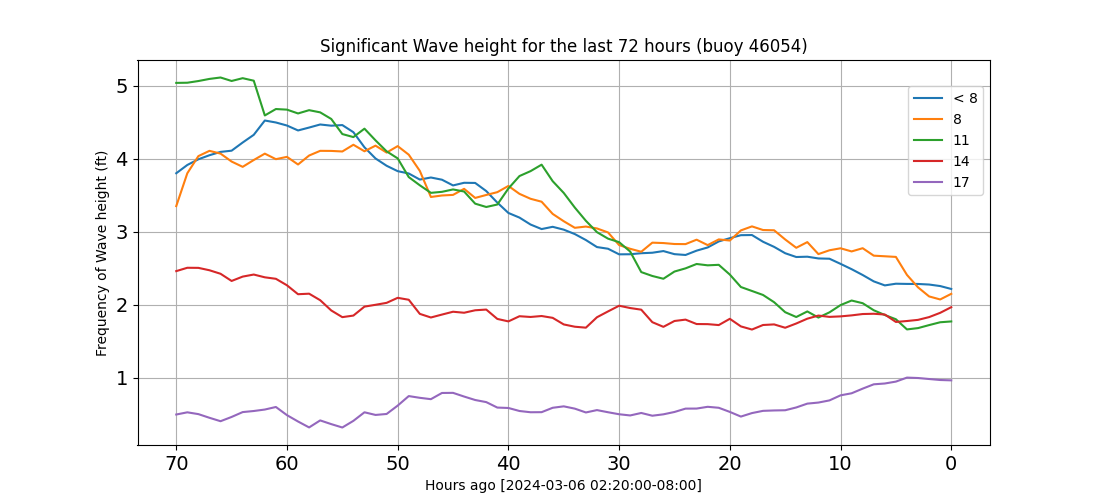 Significant Wave height for the last 72 hours (buoy 46054)
Frequency of Wave height (ft)
5
4
3
2
1
< 8
8
11
14
17
70 60 50 40 30 20 10 0
Hours ago [2024-03-06 02:20:00-08:00]